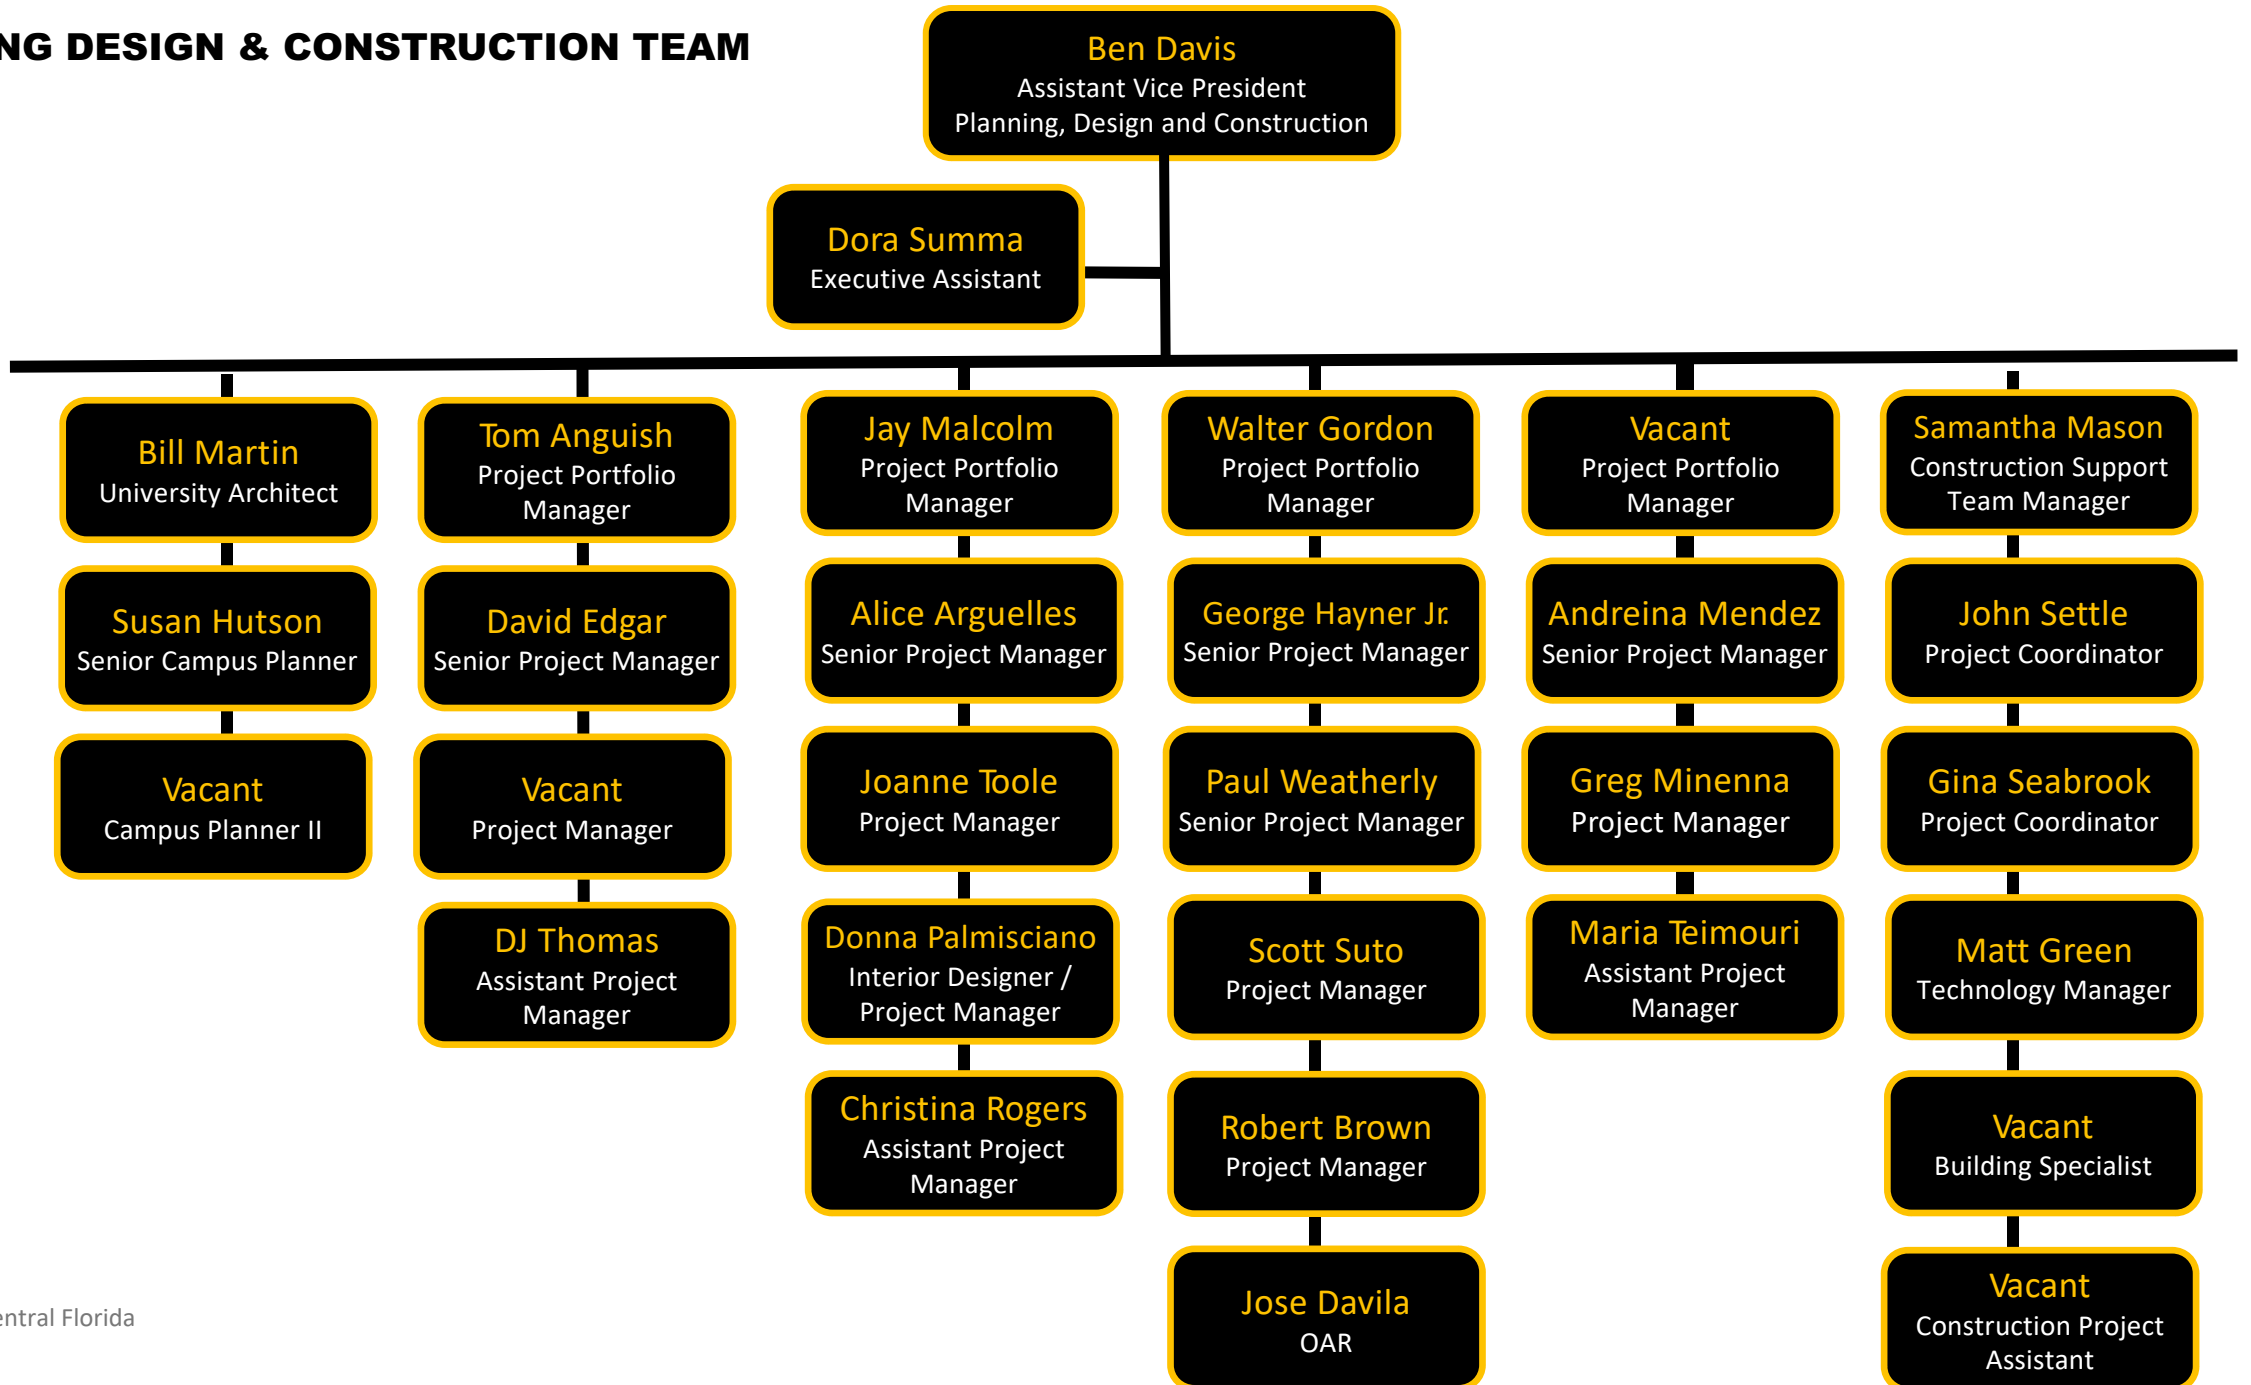 NG DESIGN & CONSTRUCTION TEAM
Ben Davis
Assistant Vice President
Planning, Design and Construction
Dora Summa
Executive Assistant
Bill Martin
University Architect
Susan Hutson
Senior Campus Planner
Vacant
Campus Planner II
Tom Anguish
Project Portfolio
Manager
David Edgar
Senior Project Manager
Vacant
Project Manager
DJ Thomas
Assistant Project
Manager
Jay Malcolm
Project Portfolio
Manager
Alice Arguelles
Senior Project Manager
Joanne Toole
Project Manager
Donna Palmisciano
Interior Designer /
Project Manager
Christina Rogers
Assistant Project
Manager
Walter Gordon
Project Portfolio
Manager
George Hayner Jr.
Senior Project Manager
Paul Weatherly
Senior Project Manager
Scott Suto
Project Manager
Robert Brown
Project Manager
Jose Davila
OAR
Vacant
Project Portfolio
Manager
Andreina Mendez
Senior Project Manager
Greg Minenna
Project Manager
Maria Teimouri
Assistant Project
Manager
Samantha Mason
Construction Support
Team Manager
John Settle
Project Coordinator
Gina Seabrook
Project Coordinator
Matt Green
Technology Manager
Vacant
Building Specialist
Vacant
Construction Project
Assistant
entral Florida